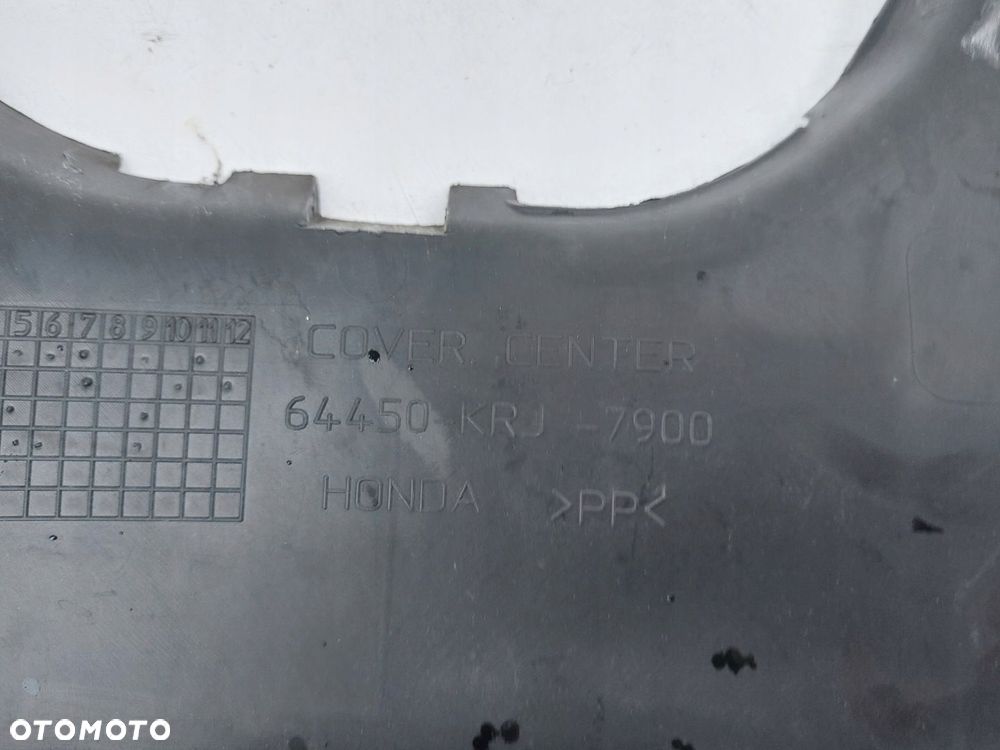 5 6 7 8 9 10 11 12
COVER. CENTER
64450 KRJ -7900
HONDA >PP<
OTOMOTO